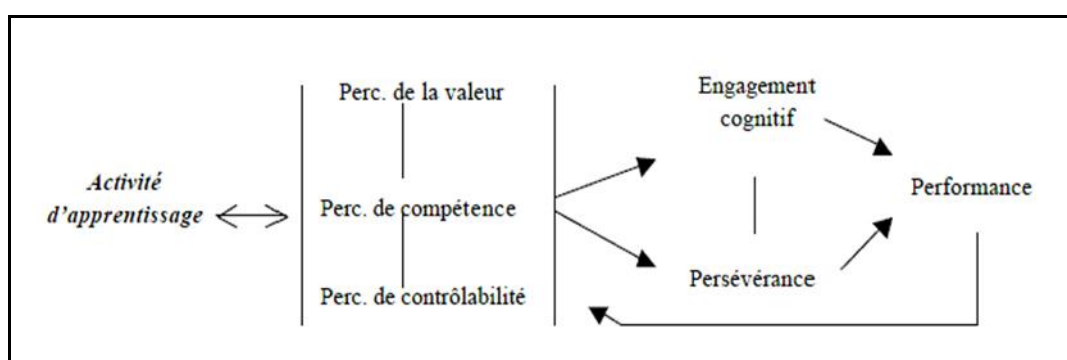 Activité
d'apprentissage
Perc. de la valeur
Perc. de compétence
Perc. de contrôlabilité
Engagement
cognitif
Persévérance
Performance